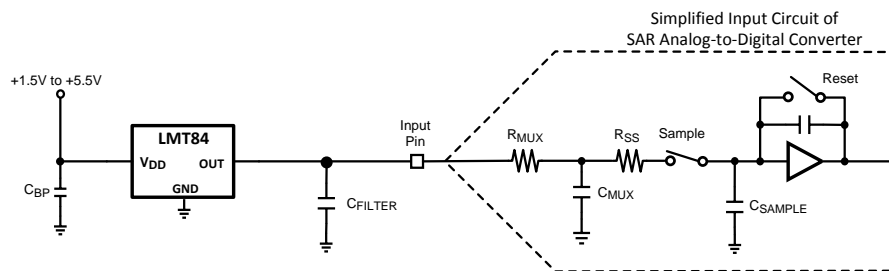 Simplified Input Circuit of
SAR Analog-to-Digital Converter
+1.5V to +5.5V
Reset
LMT84
Input
Pin
RMUX
RSS
Sample
VDD
OUT
GND
CBP
CFILTER
CMUX
CSAMPLE